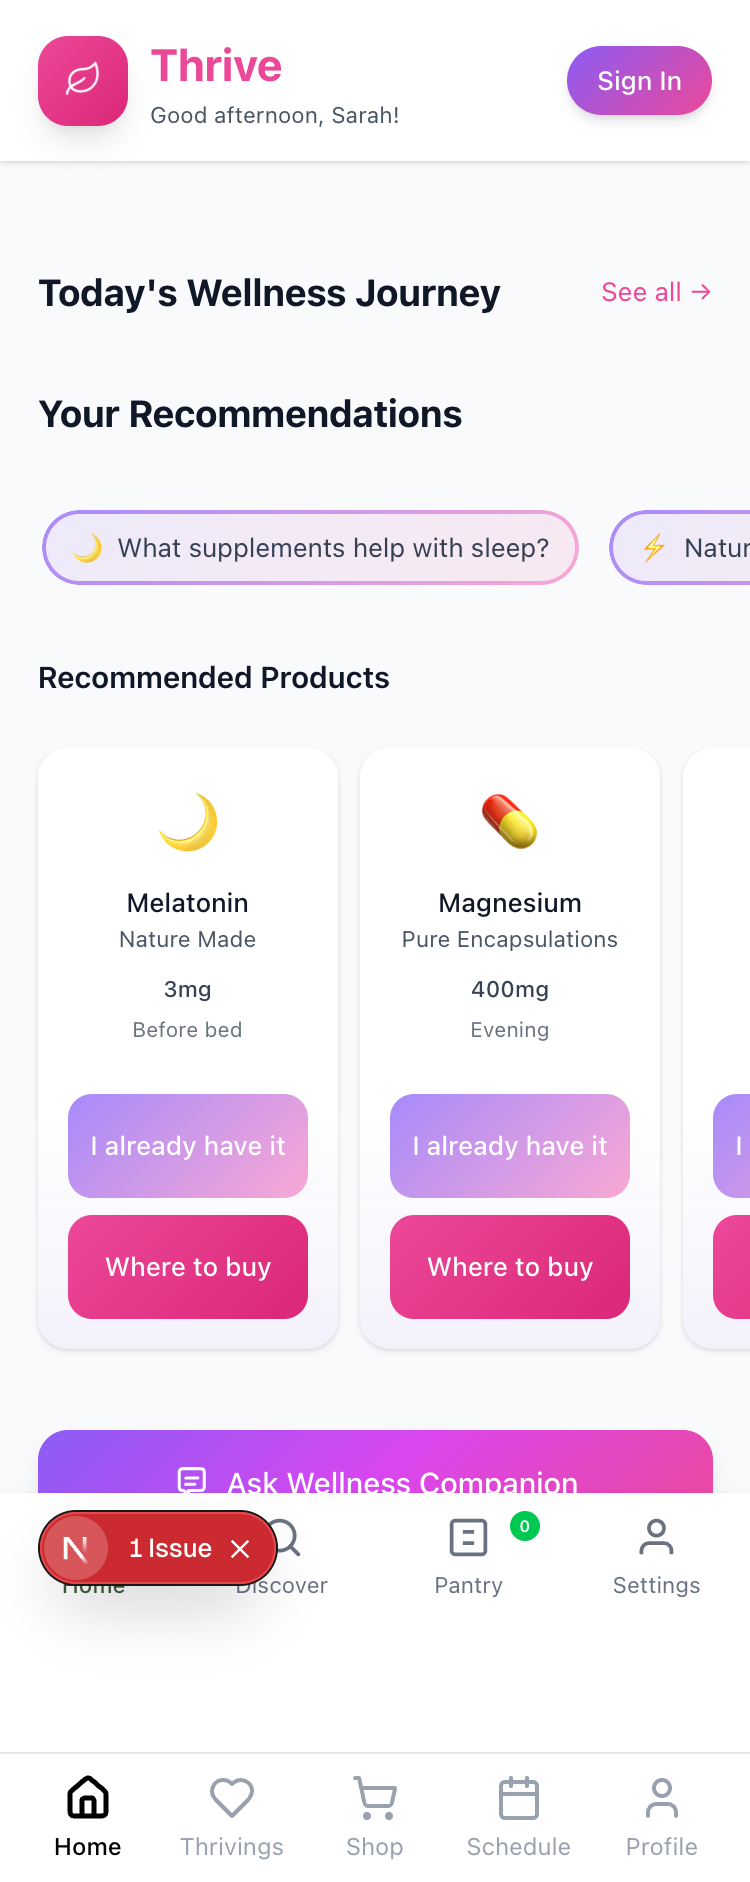 Thrive
Good afternoon, Sarah!
Sign In
Today's Wellness Journey
See all →
Your Recommendations
🌙 What supplements help with sleep?
⚡ Natur
Recommended Products
Melatonin
Nature Made
3mg
Before bed
I already have it
Where to buy
Magnesium
Pure Encapsulations
400mg
Evening
I already have it
Where to buy
I
Ask Wellness Companion
N 1 Issue ×
Home
Discover
Pantry
0
Settings
Home
Thrivings
Shop
Schedule
Profile